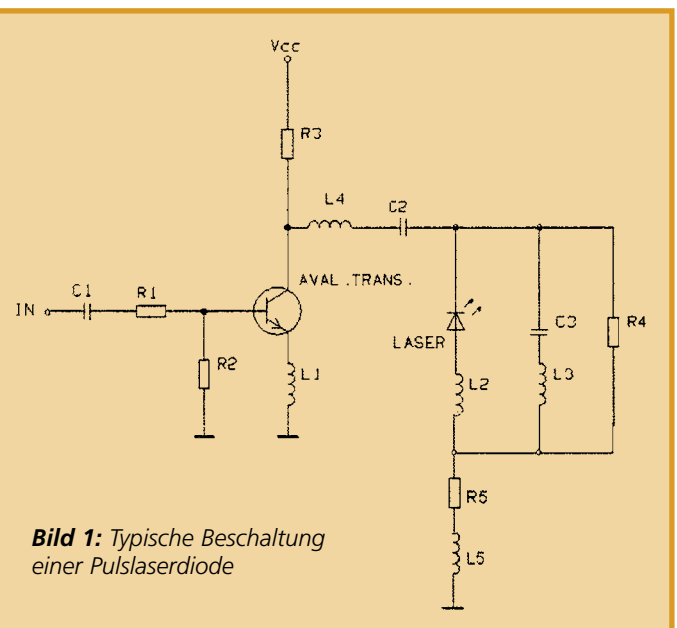 Vcc
R3
L4
C2
C1
R1
AVAL .TRANS.
IN
LASER
C3
R4
R2
L1
L2
L3
R5
L5
Bild 1: Typische Beschaltung
einer Pulslaserdiode